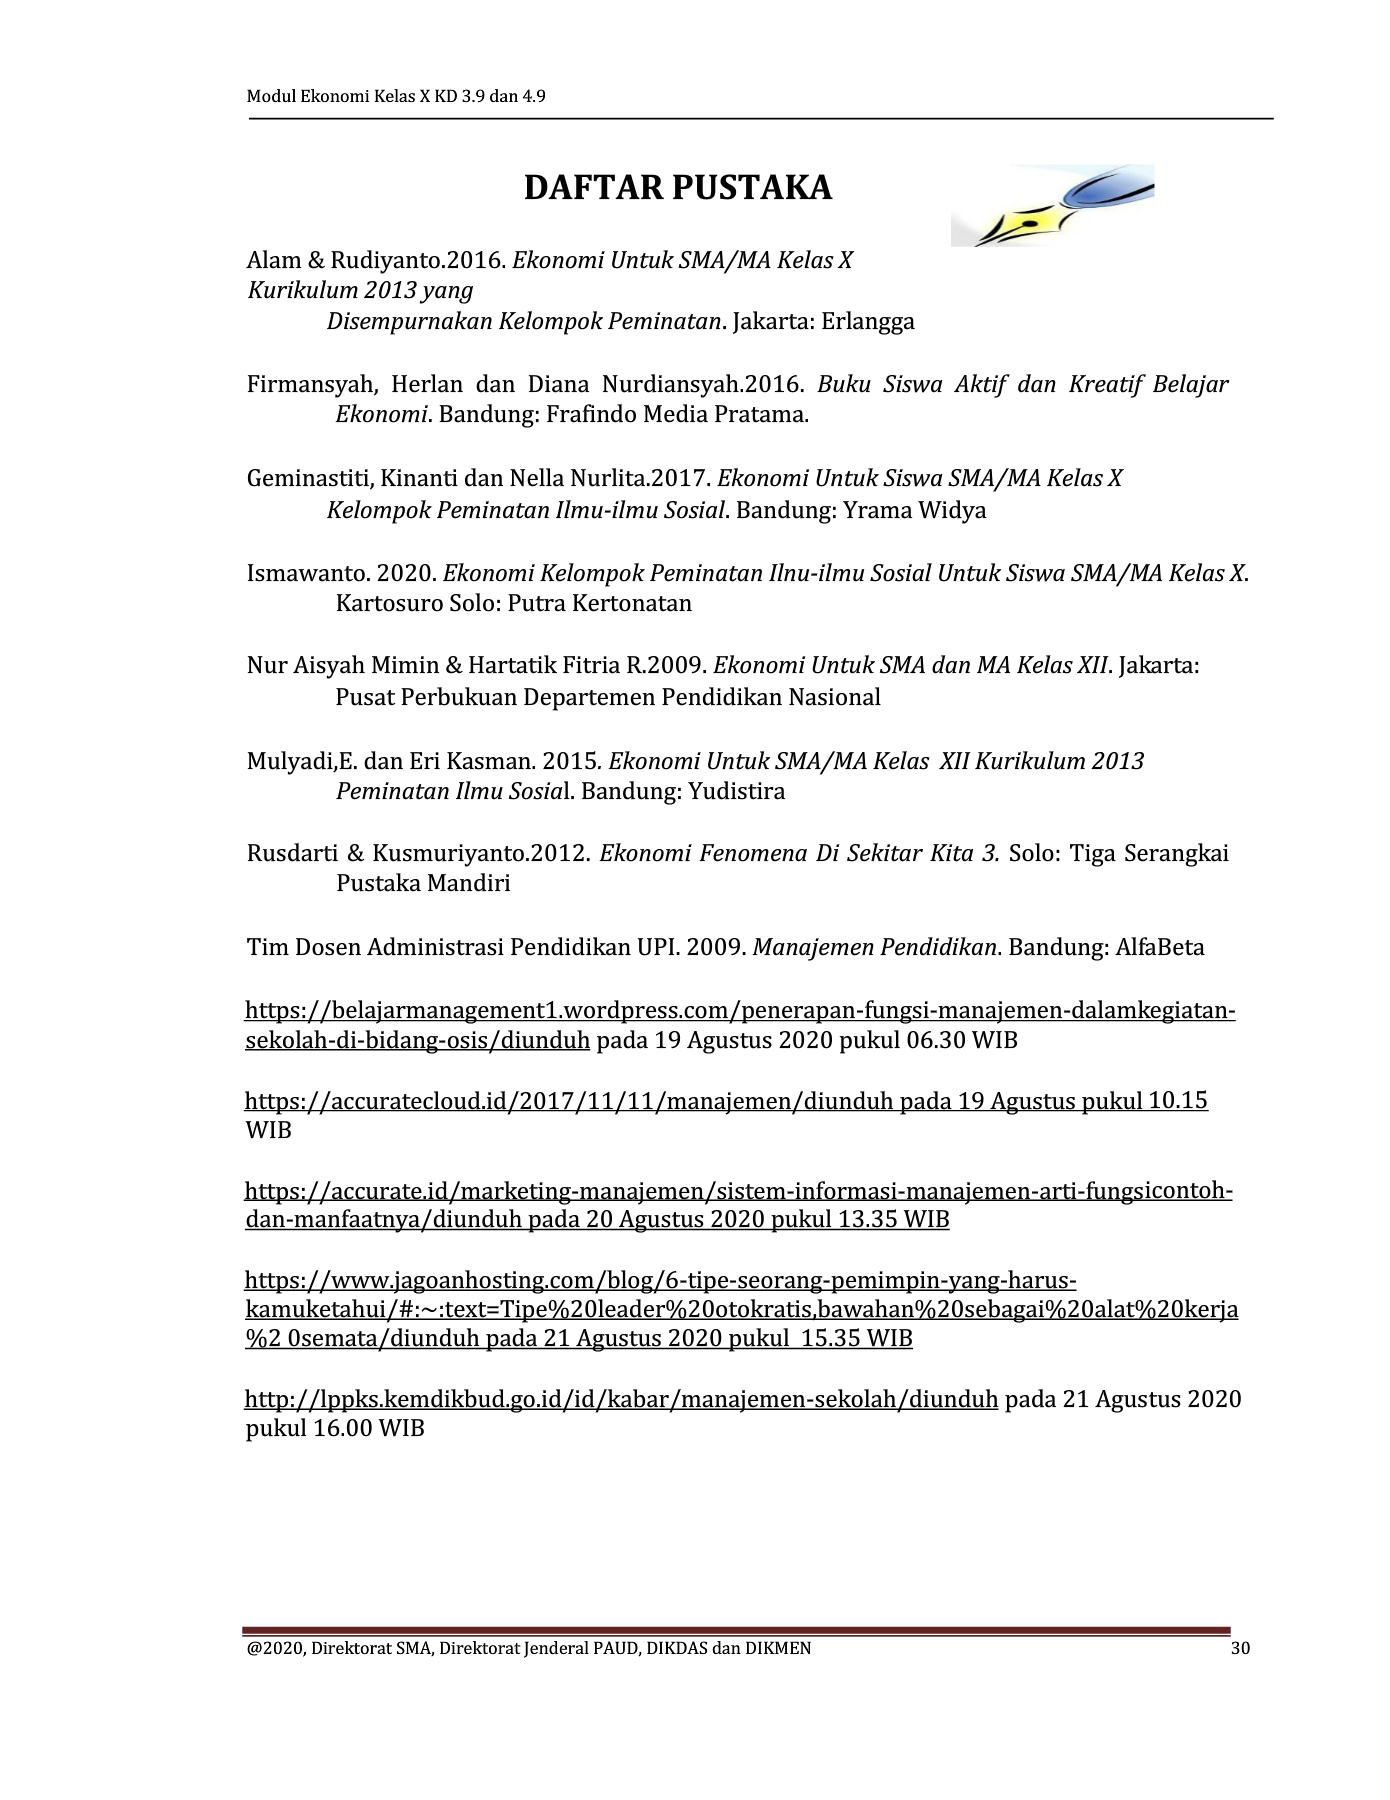 Modul Ekonomi Kelas X KD 3.9 dan 4.9
DAFTAR PUSTAKA
Alam & Rudiyanto.2016. Ekonomi Untuk SMA/MA Kelas X
Kurikulum 2013 yang
Disempurnakan Kelompok Peminatan. Jakarta: Erlangga
Firmansyah, Herlan dan Diana Nurdiansyah.2016. Buku Siswa Aktif dan Kreatif Belajar
Ekonomi. Bandung: Frafindo Media Pratama.
Geminastiti, Kinanti dan Nella Nurlita.2017. Ekonomi Untuk Siswa SMA/MA Kelas X
Kelompok Peminatan Ilmu-ilmu Sosial. Bandung: Yrama Widya
Ismawanto. 2020. Ekonomi Kelompok Peminatan Ilnu-ilmu Sosial Untuk Siswa SMA/MA Kelas X.
Kartosuro Solo: Putra Kertonatan
Nur Aisyah Mimin & Hartatik Fitria R.2009. Ekonomi Untuk SMA dan MA Kelas XII. Jakarta:
Pusat Perbukuan Departemen Pendidikan Nasional
Mulyadi,E. dan Eri Kasman. 2015. Ekonomi Untuk SMA/MA Kelas XII Kurikulum 2013
Peminatan Ilmu Sosial. Bandung: Yudistira
Rusdarti & Kusmuriyanto.2012. Ekonomi Fenomena Di Sekitar Kita 3. Solo: Tiga Serangkai
Pustaka Mandiri
Tim Dosen Administrasi Pendidikan UPI. 2009. Manajemen Pendidikan. Bandung: AlfaBeta
https://belajarmanagement1.wordpress.com/penerapan-fungsi-manajemen-dalamkegiatan-
sekolah-di-bidang-osis/diunduh pada 19 Agustus 2020 pukul 06.30 WIB
https://accuratecloud.id/2017/11/11/manajemen/diunduh pada 19 Agustus pukul 10.15
WIB
https://accurate.id/marketing-manajemen/sistem-informasi-manajemen-arti-fungsicontoh-
dan-manfaatnya/diunduh pada 20 Agustus 2020 pukul 13.35 WIB
https://www.jagoanhosting.com/blog/6-tipe-seorang-pemimpin-yang-harus-
kamuketahui/#:~:text=Tipe%20leader%20otokratis,bawahan%20sebagai%20alat%20kerja
%2 0semata/diunduh pada 21 Agustus 2020 pukul 15.35 WIB
http://lppks.kemdikbud.go.id/id/kabar/manajemen-sekolah/diunduh pada 21 Agustus 2020
pukul 16.00 WIB
@2020, Direktorat SMA, Direktorat Jenderal PAUD, DIKDAS dan DIKMEN 30